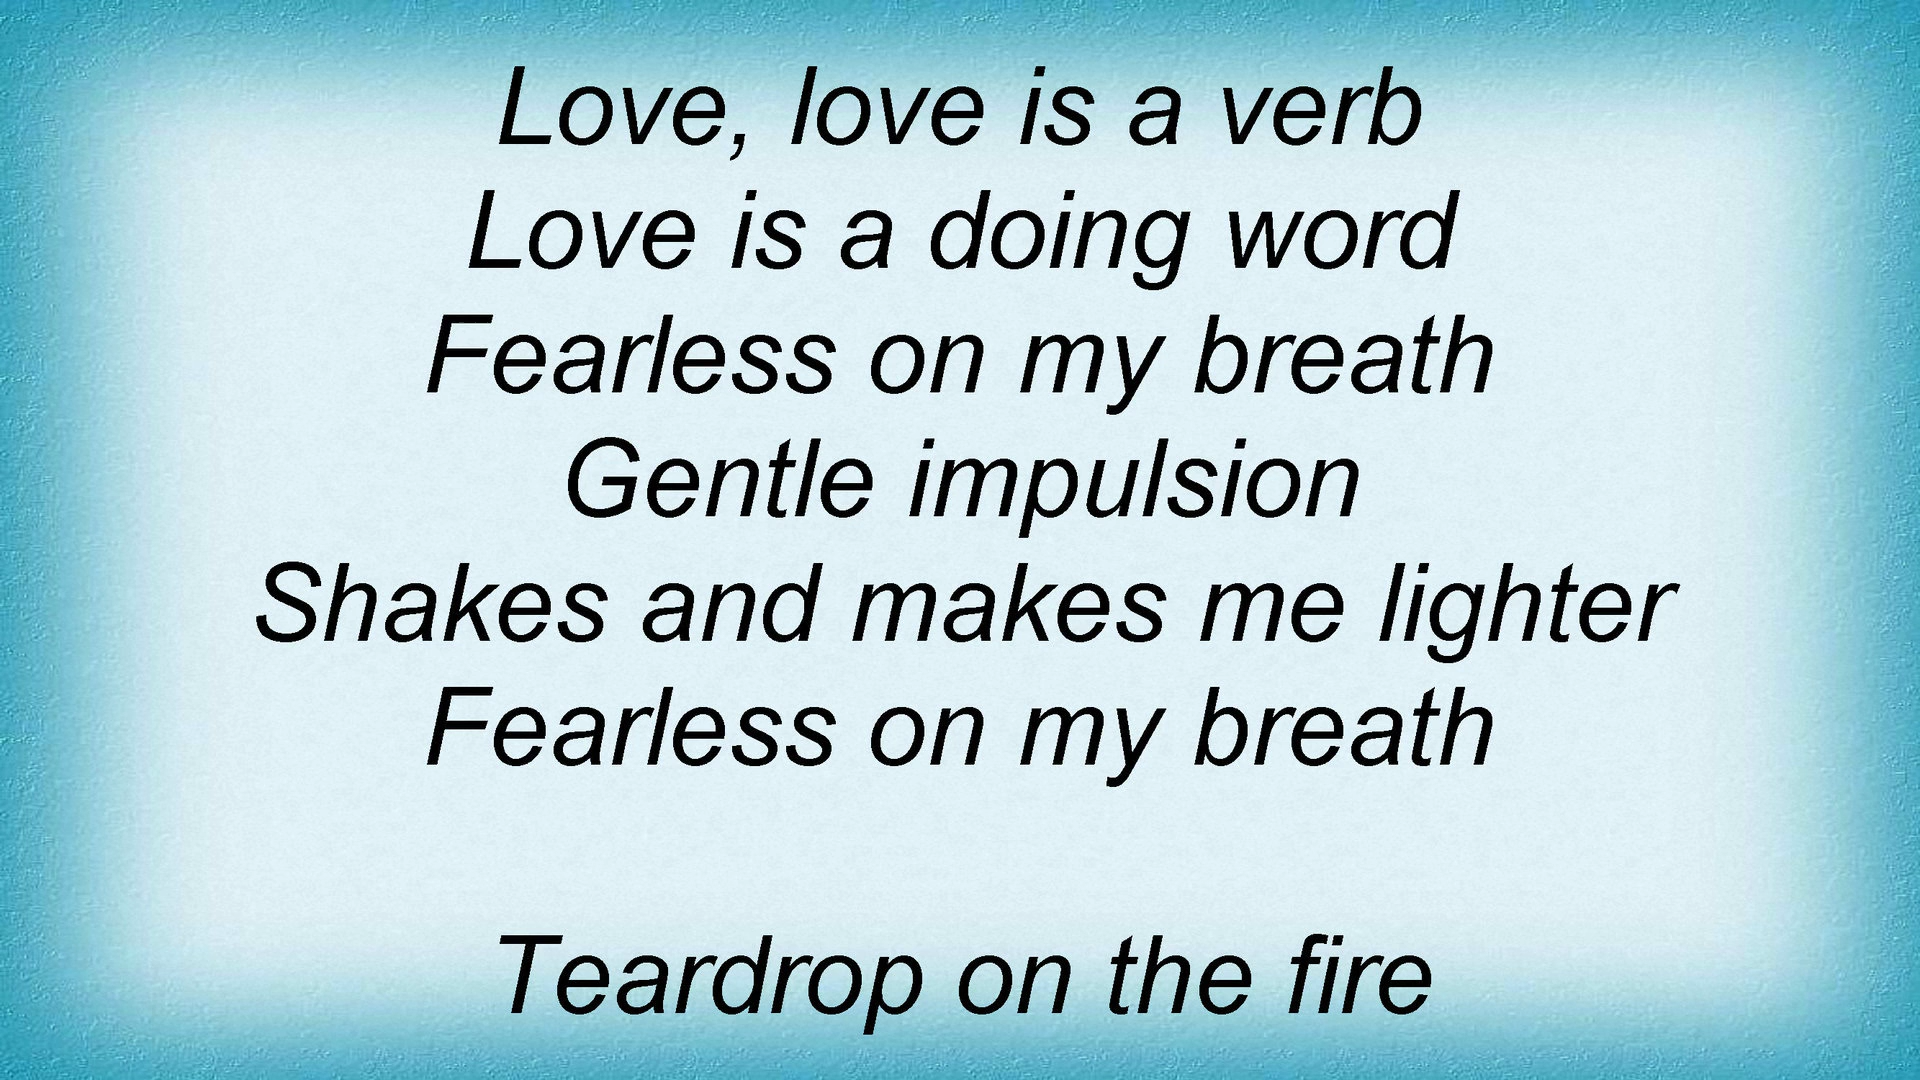 Love, love is a verb
Love is a doing word
Fearless on my breath
Gentle impulsion
Shakes and makes me lighter
Fearless on my breath
Teardrop on the fire